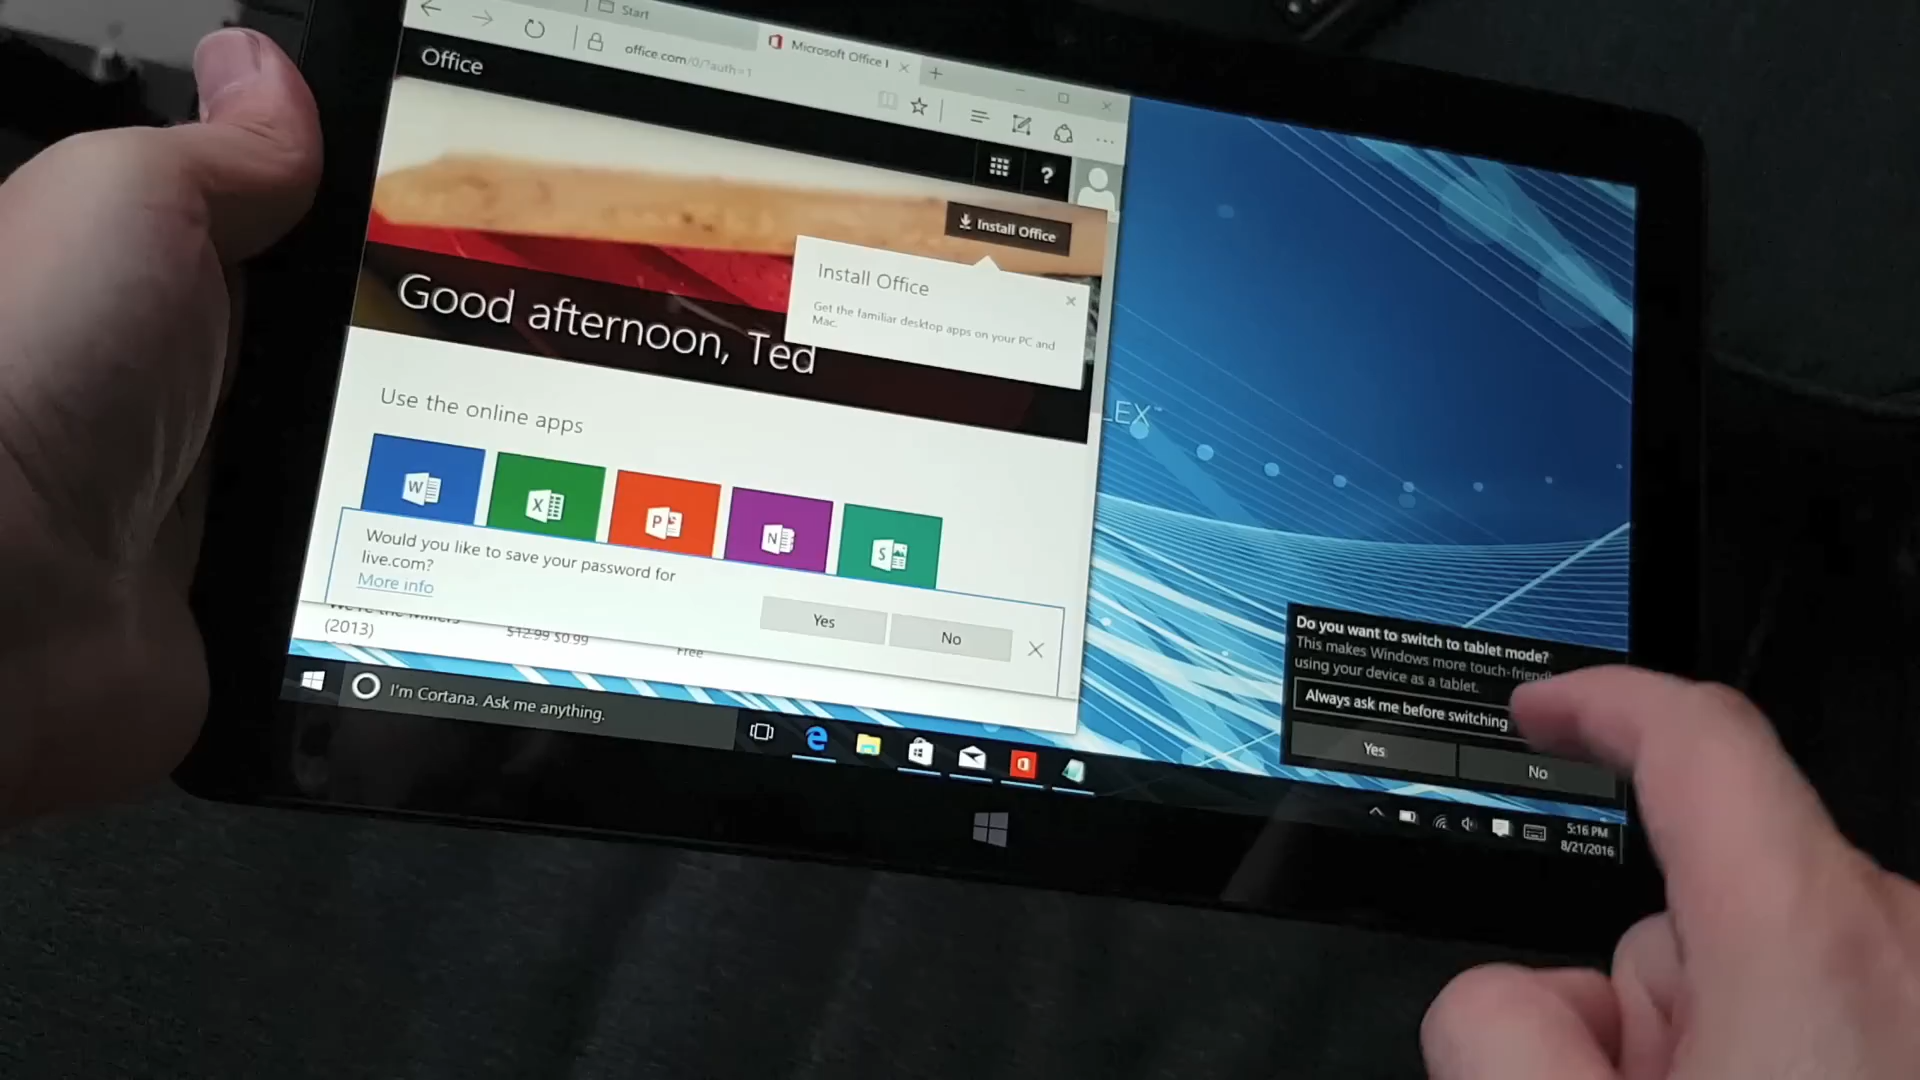 Start
Microsoft Office
office.com/0/?auth=1
Office
?
Install Office
Install Office
Get the familiar desktop apps on your PC and
Mac.
Good afternoon, Ted
Use the online apps
W
X
P
N
S
Would you like to save your password for
live.com?
More info
Yes
No
(2013)
$12.99 $0.99
Free
I'm Cortana. Ask me anything.
LEX
Do you want to switch to tablet mode?
This makes Windows more touch-friendly
using your device as a tablet.
Always ask me before switching
Yes
No
5:16 PM
8/21/2016